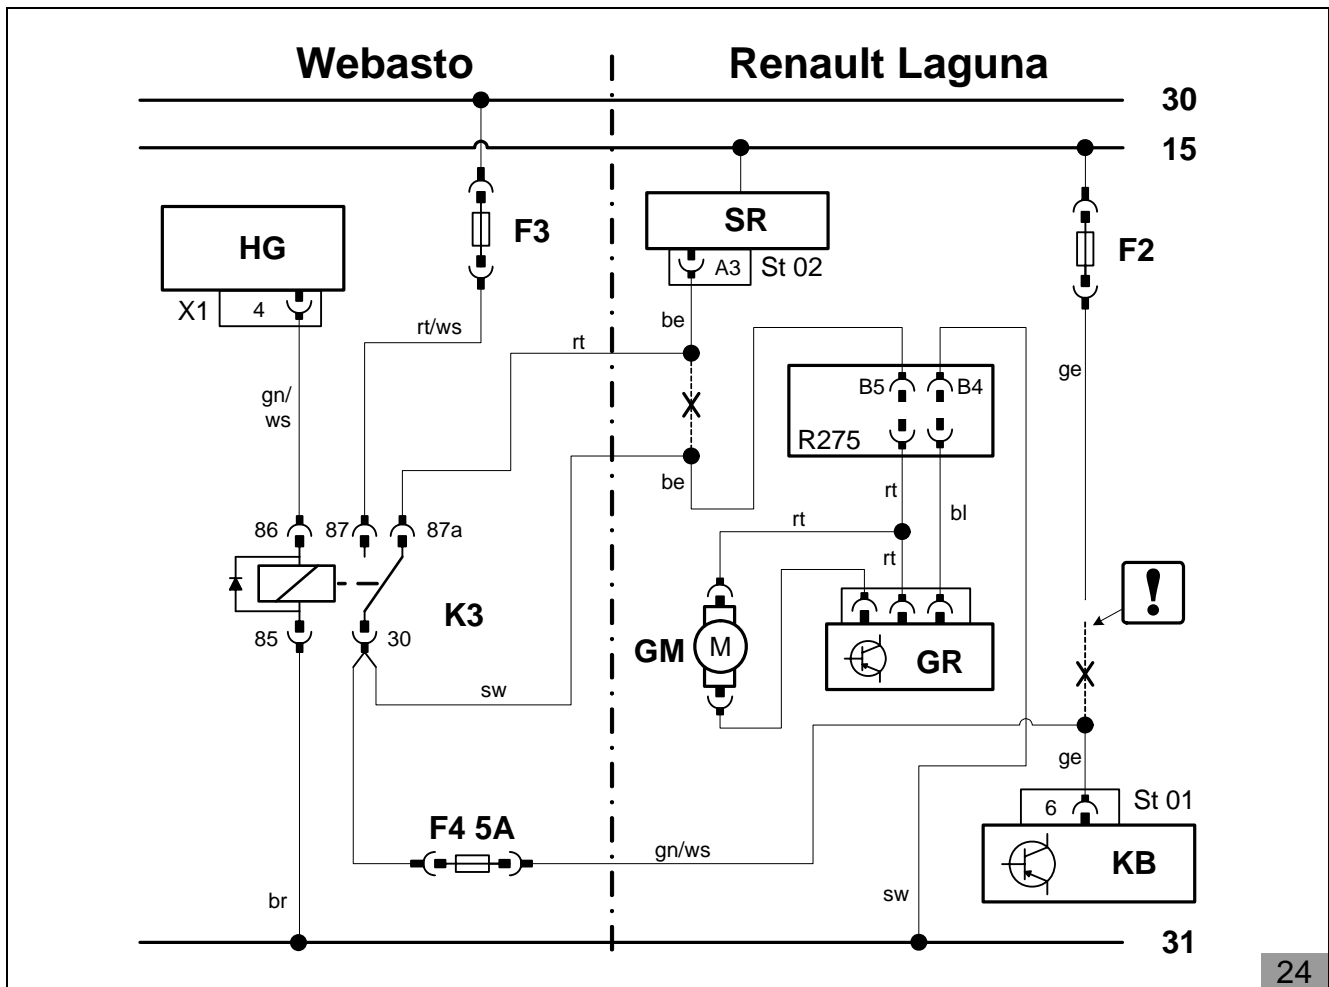 Webasto
Renault Laguna
30
15
SR
F3
HG
F2
A3 St 02
X1 4
be
rt/ws
rt
ge
B5 B4
gn/
ws
R275
be
rt
bl
rt
86 87 87a
rt
K3
85 30
GM M
GR
!
sw
ge
6 St 01
F4 5A
gn/ws
KB
br
sw
31
24